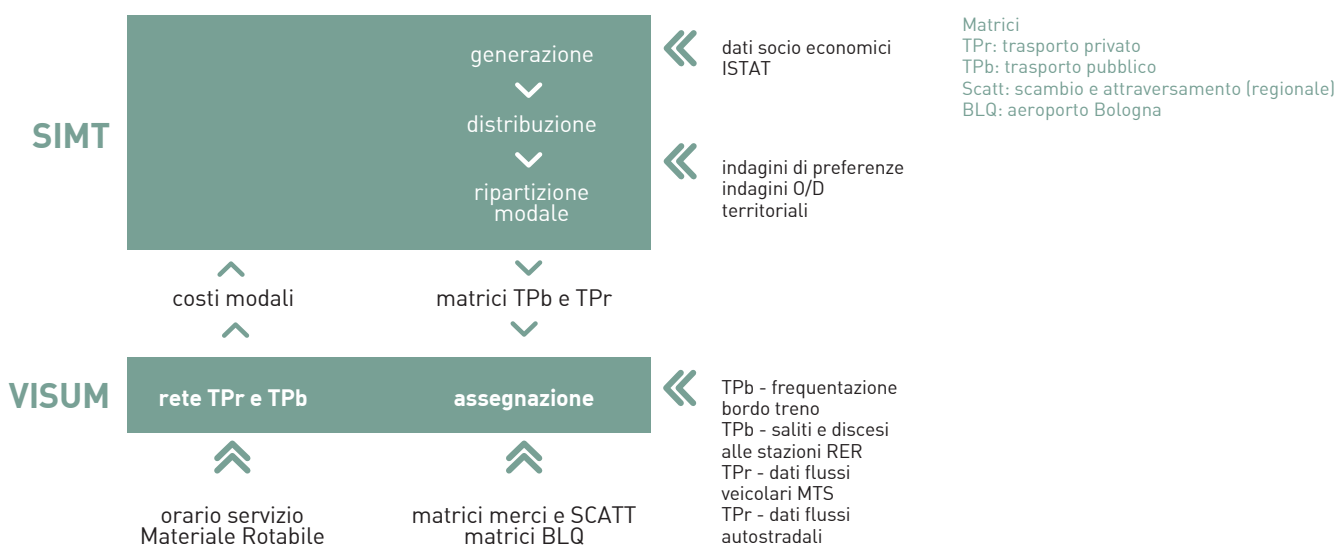 SIMT
generazione
distribuzione
ripartizione
modale
dati socio economici
ISTAT
indagini di preferenze
indagini O/D
territoriali
Matrici
TPr: trasporto privato
TPb: trasporto pubblico
Scatt: scambio e attraversamento (regionale)
BLQ: aeroporto Bologna
costi modali
matrici TPb e TPr
VISUM
rete TPr e TPb
assegnazione
TPb - frequentazione
bordo treno
TPb - saliti e discesi
alle stazioni RER
TPr - dati flussi
veicolari MTS
TPr - dati flussi
autostradali
orario servizio
Materiale Rotabile
matrici merci e SCATT
matrici BLQ